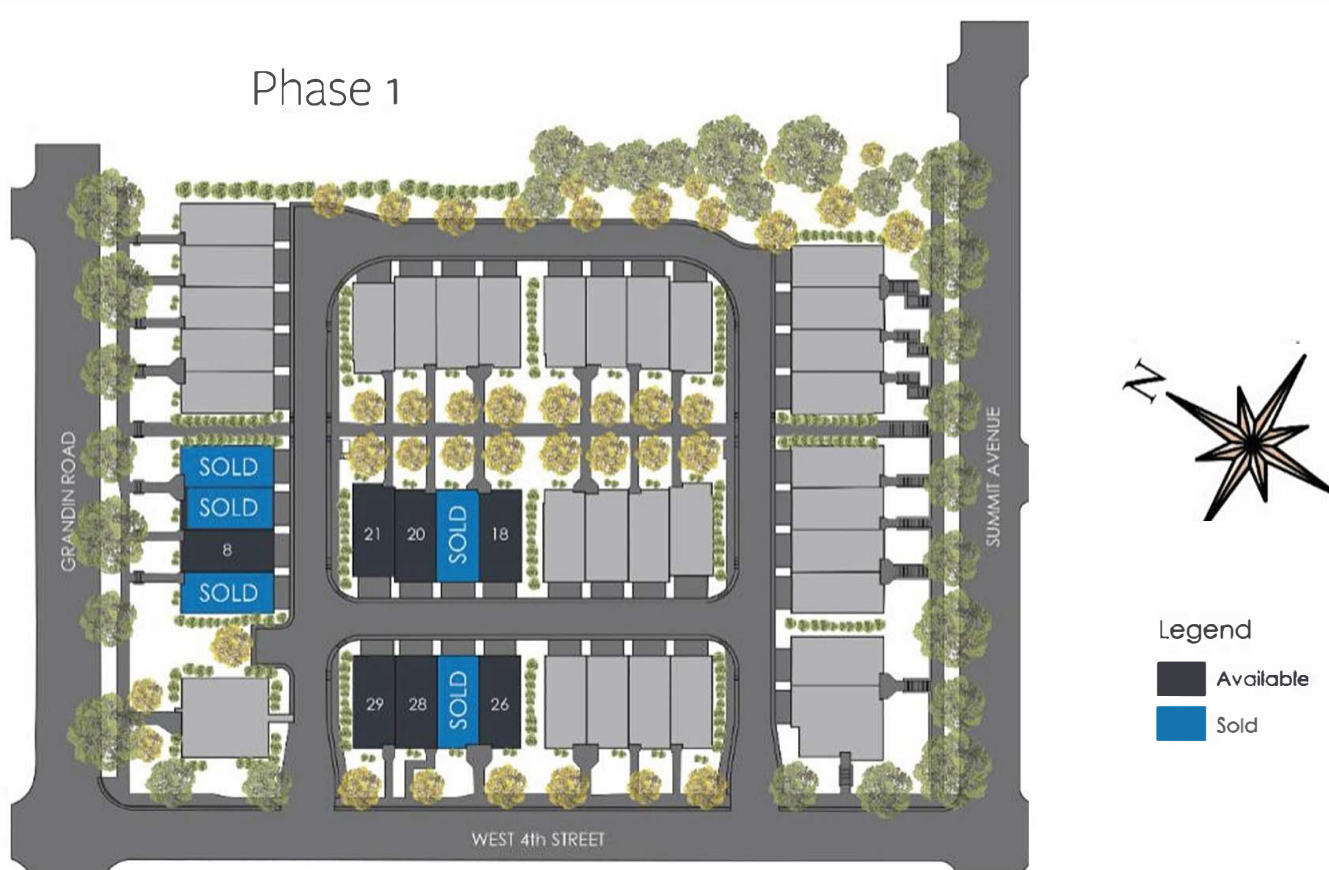 Phase 1
N
GRANDIN ROAD
SUMMIT AVENUE
SOLD
SOLD
8
SOLD
21
20
SOLD
18
29
28
SOLD
26
WEST 4th STREET
Legend
Available
Sold